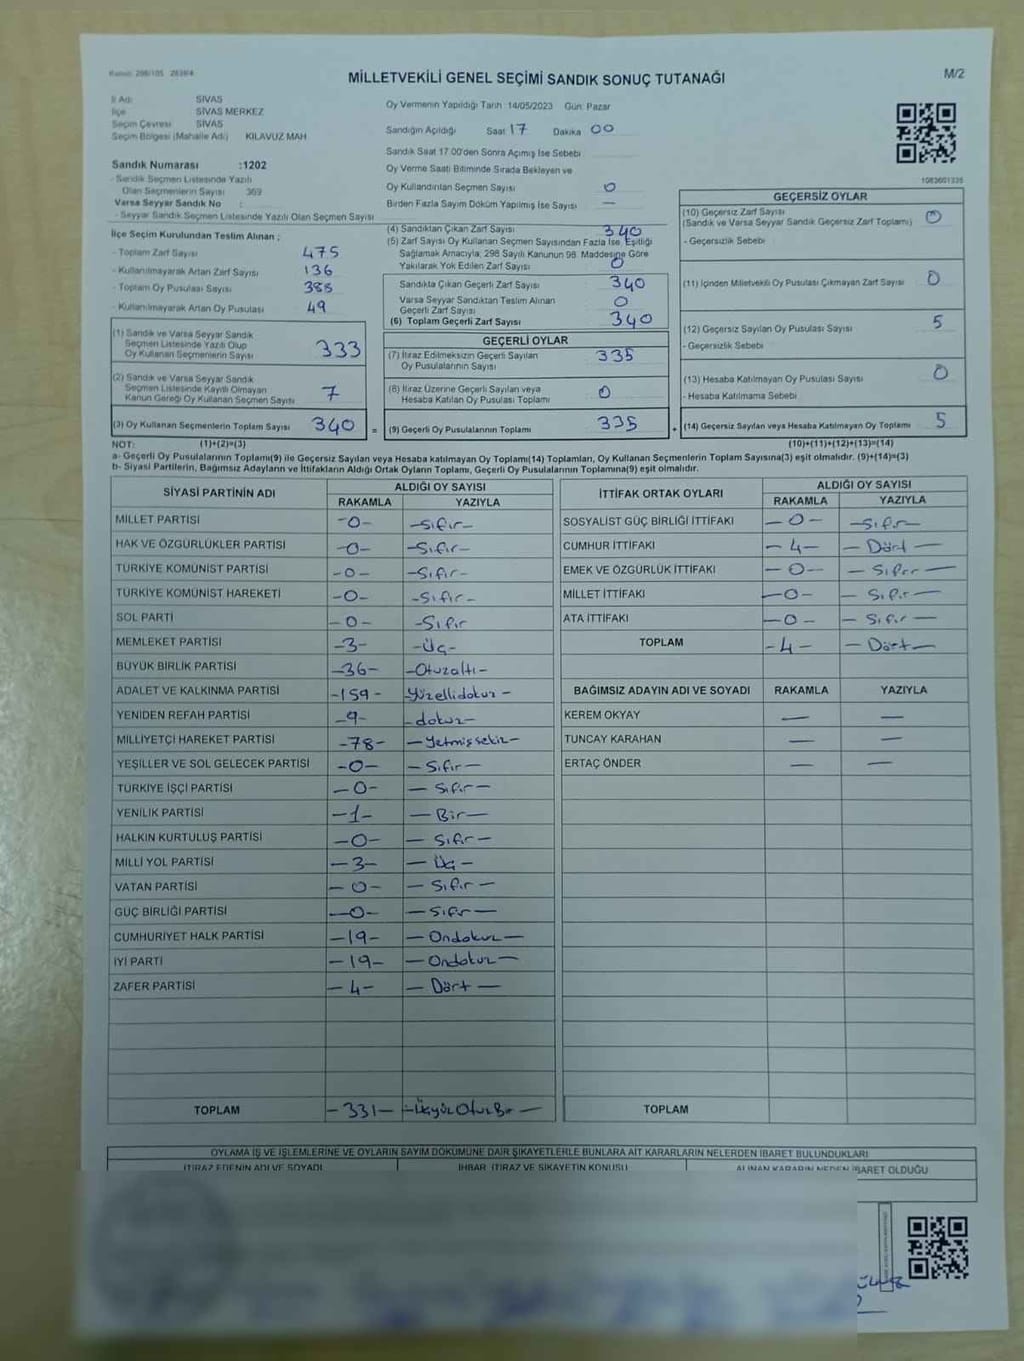 Kanun: 298/105 2839/4
MİLLETVEKİLİ GENEL SEÇİMİ SANDIK SONUÇ TUTANAĞI
M/2
İl Adı: SİVAS
İlçe SİVAS MERKEZ
Seçim Çevresi SİVAS
Seçim Bölgesi (Mahalle Adı) KILAVUZ MAH
Sandık Numarası :1202
- Sandık Seçmen Listesinde Yazılı
Olan Seçmenlerin Sayısı 369
Varsa Seyyar Sandık No :
- Seyyar Sandık Seçmen Listesinde Yazılı Olan Seçmen Sayısı
Oy Vermenin Yapıldığı Tarih 14/05/2023 Gün: Pazar
Sandığın Açıldığı Saat 17 Dakika 00
Sandık Saat 17.00'den Sonra Açılmış İse Sebebi
Oy Verme Saati Bitiminde Sırada Bekleyen ve
Oy Kullandırılan Seçmen Sayısı 0
Birden Fazla Sayım Döküm Yapılmış İse Sayısı —
1083601335
İlçe Seçim Kurulundan Teslim Alınan ;
- Toplam Zarf Sayısı 475
- Kullanılmayarak Artan Zarf Sayısı 136
- Toplam Oy Pusulası Sayısı 385
- Kullanılmayarak Artan Oy Pusulası 49
(1) Sandık ve Varsa Seyyar Sandık
Seçmen Listesinde Yazılı Olup
Oy Kullanan Seçmenlerin Sayısı 333
(2) Sandık ve Varsa Seyyar Sandık
Seçmen Listesinde Kayıtlı Olmayan
Kanun Gereği Oy Kullanan Seçmen Sayısı 7
(3) Oy Kullanan Seçmenlerin Toplam Sayısı 340 =
(4) Sandıktan Çıkan Zarf Sayısı 340
(5) Zarf Sayısı Oy Kullanan Seçmen Sayısından Fazla İse, Eşitliği
Sağlamak Amacıyla, 298 Sayılı Kanunun 98. Maddesine Göre
Yakılarak Yok Edilen Zarf Sayısı 0
Sandıkta Çıkan Geçerli Zarf Sayısı 340
Varsa Seyyar Sandıktan Teslim Alınan
Geçerli Zarf Sayısı 0
(6) Toplam Geçerli Zarf Sayısı 340
GEÇERLİ OYLAR
(7) İtiraz Edilmeksizin Geçerli Sayılan
Oy Pusulalarının Sayısı 335
(8) İtiraz Üzerine Geçerli Sayılan veya
Hesaba Katılan Oy Pusulası Toplamı 0
(9) Geçerli Oy Pusulalarının Toplamı 335 +
GEÇERSİZ OYLAR
(10) Geçersiz Zarf Sayısı
(Sandık ve Varsa Seyyar Sandık Geçersiz Zarf Toplamı) 0
- Geçersizlik Sebebi
(11) İçinden Milletvekili Oy Pusulası Çıkmayan Zarf Sayısı 0
(12) Geçersiz Sayılan Oy Pusulası Sayısı 5
- Geçersizlik Sebebi
(13) Hesaba Katılmayan Oy Pusulası Sayısı 0
- Hesaba Katılmama Sebebi
(14) Geçersiz Sayılan veya Hesaba Katılmayan Oy Toplamı 5
NOT: (1)+(2)=(3) (10)+(11)+(12)+(13)=(14)
a- Geçerli Oy Pusulalarının Toplamı(9) ile Geçersiz Sayılan veya Hesaba katılmayan Oy Toplamı(14) Toplamları, Oy Kullanan Seçmenlerin Toplam Sayısına(3) eşit olmalıdır. (9)+(14)=(3)
b- Siyasi Partilerin, Bağımsız Adayların ve İttifakların Aldığı Ortak Oyların Toplamı, Geçerli Oy Pusulalarının Toplamına(9) eşit olmalıdır.
SİYASİ PARTİNİN ADI ALDIĞI OY SAYISI
RAKAMLA YAZIYLA
MİLLET PARTİSİ -0- -Sıfır-
HAK VE ÖZGÜRLÜKLER PARTİSİ -0- -Sıfır-
TÜRKİYE KOMÜNİST PARTİSİ -0- -Sıfır-
TÜRKİYE KOMÜNİST HAREKETİ -0- -Sıfır-
SOL PARTİ -0- -Sıfır
MEMLEKET PARTİSİ -3- -Üç-
BÜYÜK BİRLİK PARTİSİ -36- -Otuzaltı-
ADALET VE KALKINMA PARTİSİ -159- -Yüzellidokuz-
YENİDEN REFAH PARTİSİ -9- -dokuz-
MİLLİYETÇİ HAREKET PARTİSİ -78- -Yetmişsekiz-
YEŞİLLER VE SOL GELECEK PARTİSİ -0- -Sıfır-
TÜRKİYE İŞÇİ PARTİSİ -0- -Sıfır-
YENİLİK PARTİSİ -1- -Bir-
HALKIN KURTULUŞ PARTİSİ -0- -Sıfır-
MİLLİ YOL PARTİSİ -3- -Üç-
VATAN PARTİSİ -0- -Sıfır-
GÜÇ BİRLİĞİ PARTİSİ -0- -Sıfır-
CUMHURİYET HALK PARTİSİ -19- -Ondokuz-
İYİ PARTİ -19- -Ondokuz-
ZAFER PARTİSİ -4- -Dört-
TOPLAM -331- -ÜçyüzOtuzBir-
İTTİFAK ORTAK OYLARI ALDIĞI OY SAYISI
RAKAMLA YAZIYLA
SOSYALİST GÜÇ BİRLİĞİ İTTİFAKI -0- -Sıfır
CUMHUR İTTİFAKI -4- -Dört-
EMEK VE ÖZGÜRLÜK İTTİFAKI -0- -Sıfır-
MİLLET İTTİFAKI -0- -Sıfır-
ATA İTTİFAKI -0- -Sıfır-
TOPLAM -4- -Dört-
BAĞIMSIZ ADAYIN ADI VE SOYADI RAKAMLA YAZIYLA
KEREM OKYAY — —
TUNCAY KARAHAN — —
ERTAÇ ÖNDER — —
TOPLAM
OYLAMA İŞ VE İŞLEMLERİNE VE OYLARIN SAYIM DÖKÜMÜNE DAİR ŞİKAYETLERLE BUNLARA AİT KARARLARIN NELERDEN İBARET BULUNDUKLARI
İTİRAZ EDENİN ADI VE SOYADI İHBAR, İTİRAZ VE ŞİKAYETİN KONUSU ALINAN KARARIN NEDEN İBARET OLDUĞU